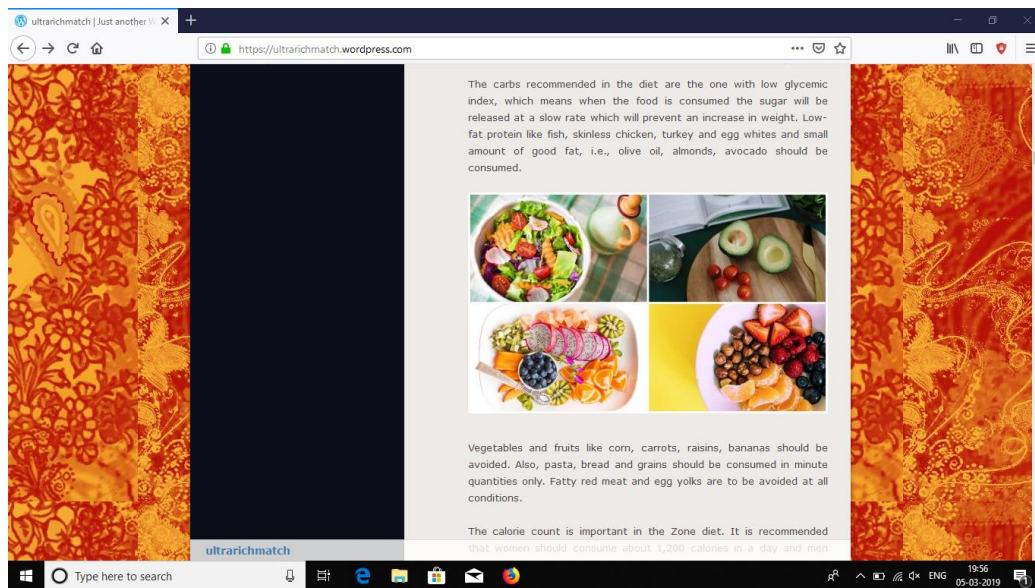 ultrarichmatch | Just another W
https://ultrarichmatch.wordpress.com
The carbs recommended in the diet are the one with low glycemic
index, which means when the food is consumed the sugar will be
released at a slow rate which will prevent an increase in weight. Low-
fat protein like fish, skinless chicken, turkey and egg whites and small
amount of good fat, i.e., olive oil, almonds, avocado should be
consumed.
Vegetables and fruits like corn, carrots, raisins, bananas should be
avoided. Also, pasta, bread and grains should be consumed in minute
quantities only. Fatty red meat and egg yolks are to be avoided at all
conditions.
The calorie count is important in the Zone diet. It is recommended
that women should consume about 1,200 calories in a day and men
ultrarichmatch
Type here to search
ENG
19:56
05-03-2019